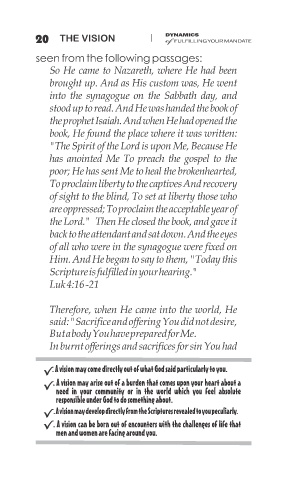 20 THE VISION | DYNAMICS
of FULFILLING YOUR MANDATE
seen from the following passages:
So He came to Nazareth, where He had been
brought up. And as His custom was, He went
into the synagogue on the Sabbath day, and
stood up to read. And He was handed the book of
the prophet Isaiah. And when He had opened the
book, He found the place where it was written:
"The Spirit of the Lord is upon Me, Because He
has anointed Me To preach the gospel to the
poor; He has sent Me to heal the brokenhearted,
To proclaim liberty to the captives And recovery
of sight to the blind, To set at liberty those who
are oppressed; To proclaim the acceptable year of
the Lord." Then He closed the book, and gave it
back to the attendant and sat down. And the eyes
of all who were in the synagogue were fixed on
Him. And He began to say to them, "Today this
Scripture is fulfilled in your hearing."
Luk 4:16-21
Therefore, when He came into the world, He
said: "Sacrifice and offering You did not desire,
But a body You have prepared for Me.
In burnt offerings and sacrifices for sin You had
✓. A vision may come directly out of what God said particularly to you.
✓. A vision may arise out of a burden that comes upon your heart about a
need in your community or in the world which you feel absolute
responsible under God to do something about.
✓. A vision may develop directly from the Scriptures revealed to you peculiarly.
✓. A vision can be born out of encounters with the challenges of life that
men and women are facing around you.